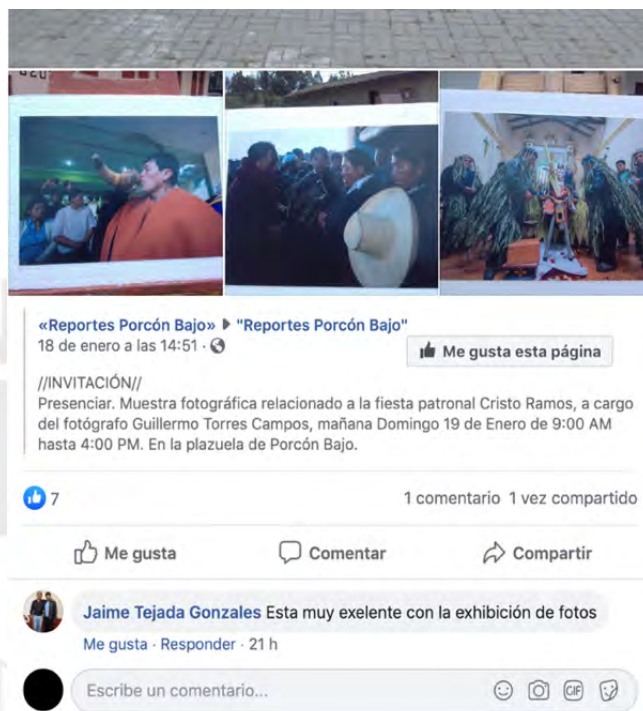 «Reportes Porcón Bajo» ▸ "Reportes Porcón Bajo"
18 de enero a las 14:51 ·
Me gusta esta página
//INVITACIÓN//
Presenciar. Muestra fotográfica relacionado a la fiesta patronal Cristo Ramos, a cargo
del fotógrafo Guillermo Torres Campos, mañana Domingo 19 de Enero de 9:00 AM
hasta 4:00 PM. En la plazuela de Porcón Bajo.
7
1 comentario 1 vez compartido
Me gusta
Comentar
Compartir
Jaime Tejada Gonzales Esta muy exelente con la exhibición de fotos
Me gusta · Responder · 21 h
Escribe un comentario...
GIF